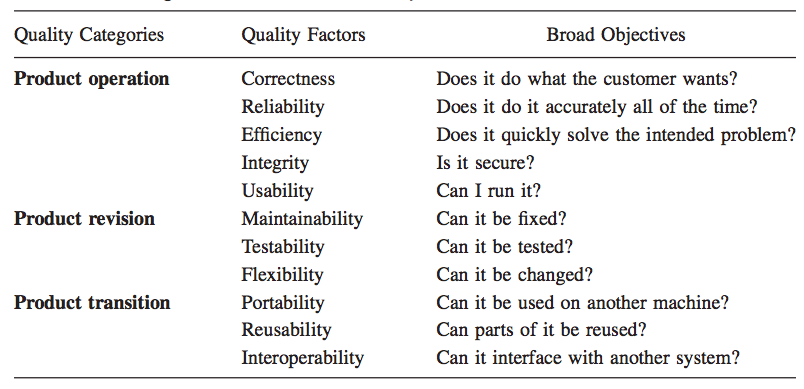 Quality Categories Quality Factors Broad Objectives
Product operation Correctness Does it do what the customer wants?
Reliability Does it do it accurately all of the time?
Efficiency Does it quickly solve the intended problem?
Integrity Is it secure?
Usability Can I run it?
Product revision Maintainability Can it be fixed?
Testability Can it be tested?
Flexibility Can it be changed?
Product transition Portability Can it be used on another machine?
Reusability Can parts of it be reused?
Interoperability Can it interface with another system?